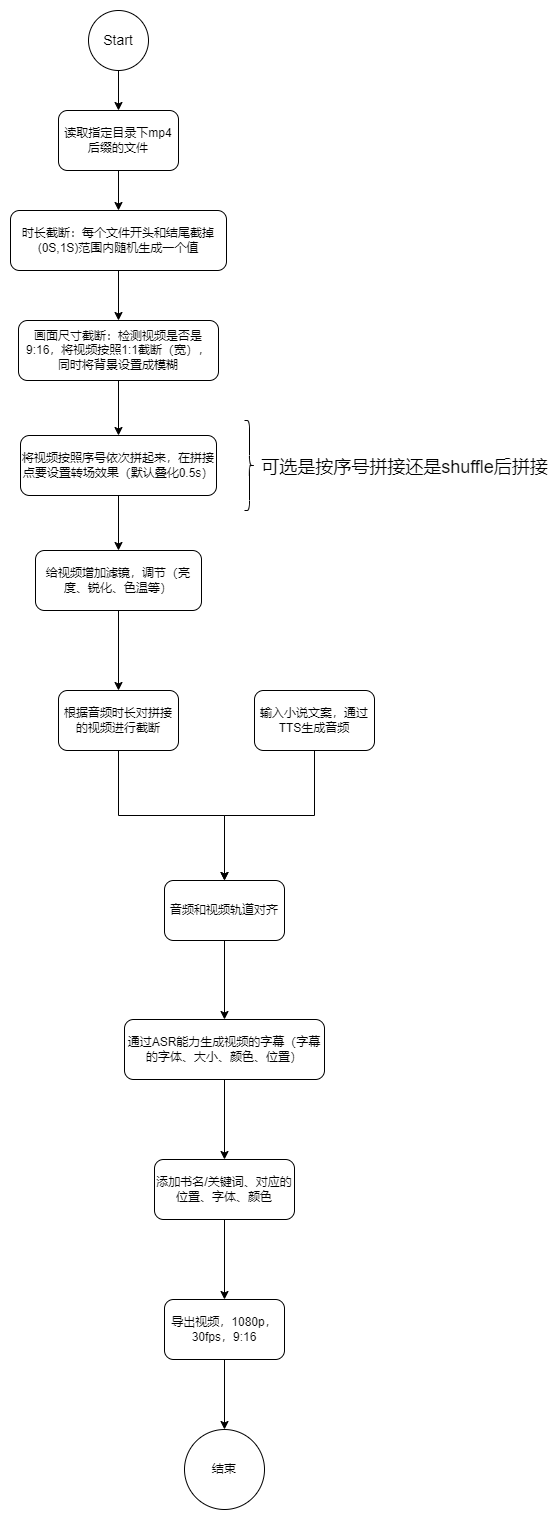 Start
读取指定目录下mp4
后缀的文件
时长截断：每个文件开头和结尾截掉
(0S,1S)范围内随机生成一个值
画面尺寸截断：检测视频是否是
9:16，将视频按照1:1截断（宽），
同时将背景设置成模糊
将视频按照序号依次拼起来，在拼接
点要设置转场效果（默认叠化0.5s）
可选是按序号拼接还是shuffle后拼接
给视频增加滤镜，调节（亮
度、锐化、色温等）
根据音频时长对拼接
的视频进行截断
输入小说文案，通过
TTS生成音频
音频和视频轨道对齐
通过ASR能力生成视频的字幕（字幕
的字体、大小、颜色、位置）
添加书名/关键词、对应的
位置、字体、颜色
导出视频，1080p，
30fps，9:16
结束